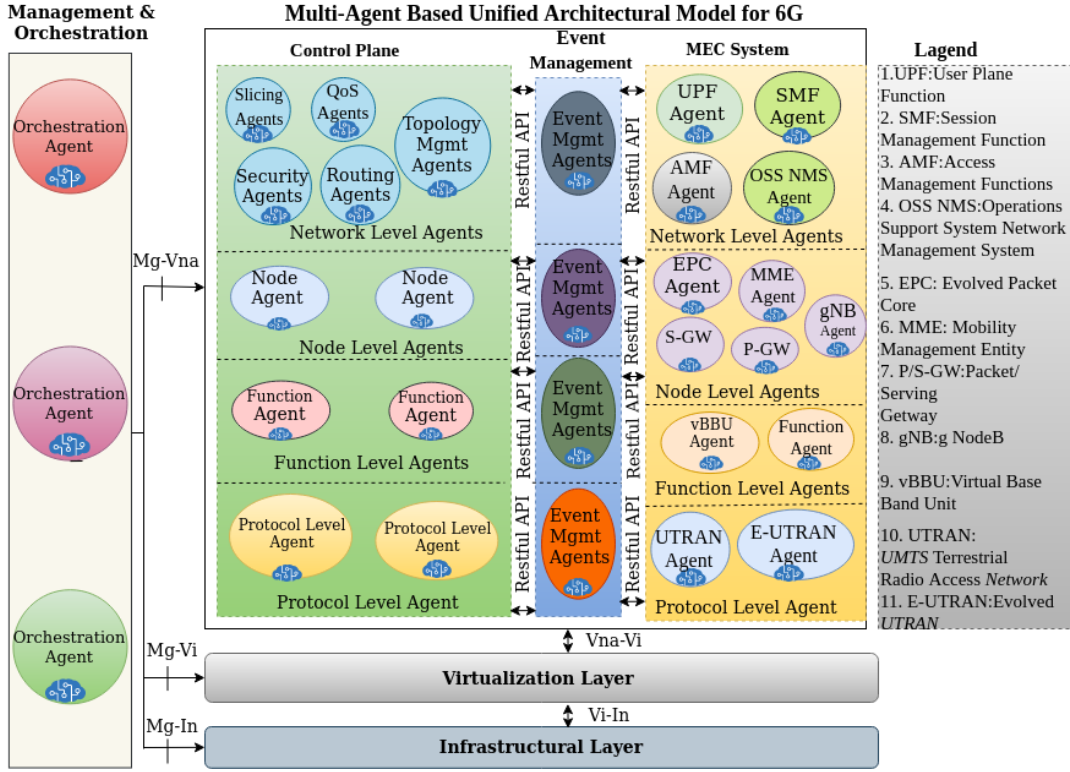 Management &
Orchestration
Multi-Agent Based Unified Architectural Model for 6G
Orchestration
Agent
Orchestration
Agent
Orchestration
Agent
Mg-Vna
Mg-Vi
Mg-In
Control Plane
Slicing
Agents
QoS
Agents
Topology
Mgmt
Agents
Security
Agents
Routing
Agents
Network Level Agents
Node
Agent
Node
Agent
Node Level Agents
Function
Agent
Function
Agent
Function Level Agents
Protocol Level
Agent
Protocol Level
Agent
Protocol Level Agent
Restful API
Restful API
Restful API
Restful API
Event
Management
Event
Mgmt
Agents
Event
Mgmt
Agents
Event
Mgmt
Agents
Event
Mgmt
Agents
Restful API
Restful API
Restful API
Restful API
MEC System
UPF
Agent
SMF
Agent
AMF
Agent
OSS NMS
Agent
Network Level Agents
EPC
Agent
MME
Agent
gNB
Agent
S-GW
P-GW
Node Level Agents
vBBU
Agent
Function
Agent
Function Level Agents
UTRAN
Agent
E-UTRAN
Agent
Protocol Level Agent
Lagend
1.UPF:User Plane
Function
2. SMF:Session
Management Function
3. AMF:Access
Management Functions
4. OSS NMS:Operations
Support System Network
Management System
5. EPC: Evolved Packet
Core
6. MME: Mobility
Management Entity
7. P/S-GW:Packet/
Serving
Getway
8. gNB:g NodeB
9. vBBU:Virtual Base
Band Unit
10. UTRAN:
UMTS Terrestrial
Radio Access Network
11. E-UTRAN:Evolved
UTRAN
Vna-Vi
Virtualization Layer
Vi-In
Infrastructural Layer